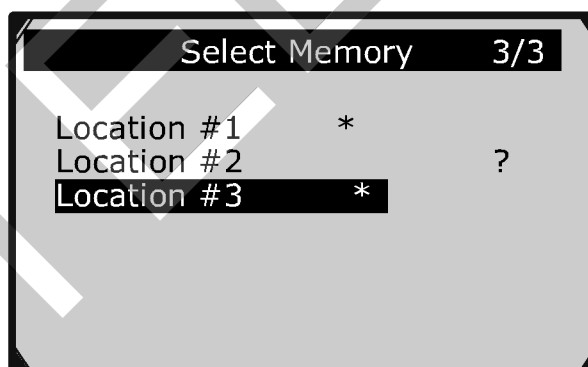 Select Memory 3/3
Location #1 *
Location #2 ?
Location #3 *